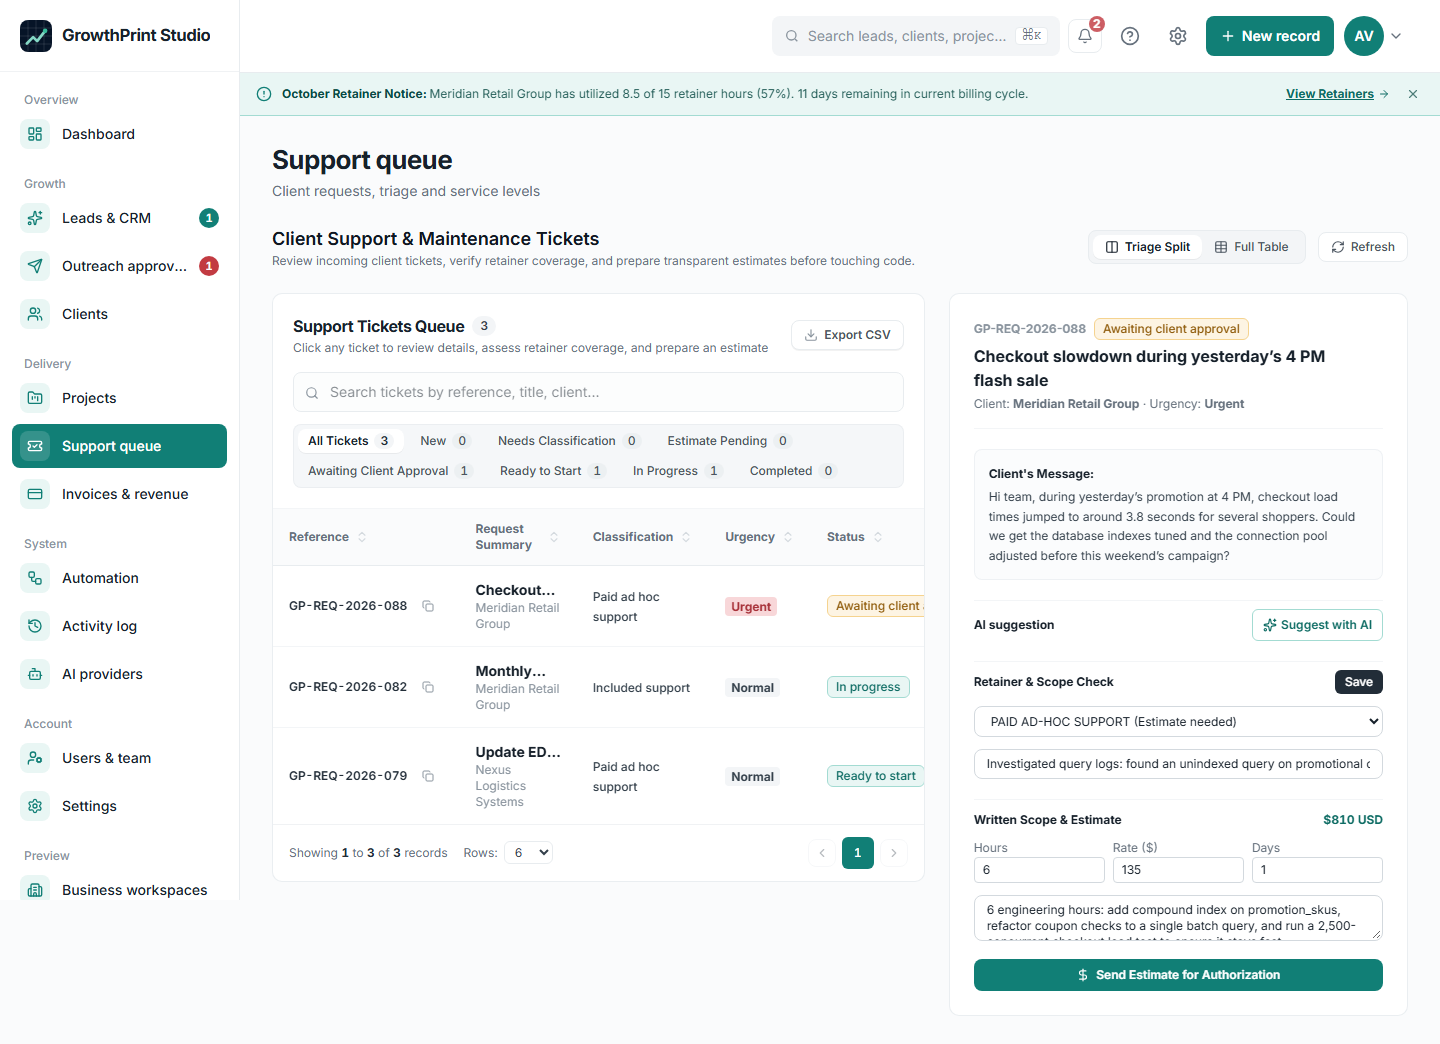 GrowthPrint Studio
Search leads, clients, projec...
⌘K
2
New record
AV
October Retainer Notice: Meridian Retail Group has utilized 8.5 of 15 retainer hours (57%). 11 days remaining in current billing cycle.
View Retainers
Overview
Dashboard
Growth
Leads & CRM
1
Outreach approv...
1
Clients
Delivery
Projects
Support queue
Invoices & revenue
System
Automation
Activity log
AI providers
Account
Users & team
Settings
Preview
Business workspaces
Support queue
Client requests, triage and service levels
Client Support & Maintenance Tickets
Review incoming client tickets, verify retainer coverage, and prepare transparent estimates before touching code.
Triage Split
Full Table
Refresh
Support Tickets Queue 3
Click any ticket to review details, assess retainer coverage, and prepare an estimate
Export CSV
Search tickets by reference, title, client...
All Tickets 3
New 0
Needs Classification 0
Estimate Pending 0
Awaiting Client Approval 1
Ready to Start 1
In Progress 1
Completed 0
Reference
Request
Summary
Classification
Urgency
Status
GP-REQ-2026-088
Checkout...
Meridian Retail
Group
Paid ad hoc
support
Urgent
Awaiting client
GP-REQ-2026-082
Monthly...
Meridian Retail
Group
Included support
Normal
In progress
GP-REQ-2026-079
Update ED...
Nexus
Logistics
Systems
Paid ad hoc
support
Normal
Ready to start
Showing 1 to 3 of 3 records
Rows: 6
1
GP-REQ-2026-088
Awaiting client approval
Checkout slowdown during yesterday’s 4 PM
flash sale
Client: Meridian Retail Group · Urgency: Urgent
Client's Message:
Hi team, during yesterday’s promotion at 4 PM, checkout load
times jumped to around 3.8 seconds for several shoppers. Could
we get the database indexes tuned and the connection pool
adjusted before this weekend’s campaign?
AI suggestion
Suggest with AI
Retainer & Scope Check
Save
PAID AD-HOC SUPPORT (Estimate needed)
Investigated query logs: found an unindexed query on promotional
Written Scope & Estimate
$810 USD
Hours
Rate ($)
Days
6
135
1
6 engineering hours: add compound index on promotion_skus,
refactor coupon checks to a single batch query, and run a 2,500-
Send Estimate for Authorization